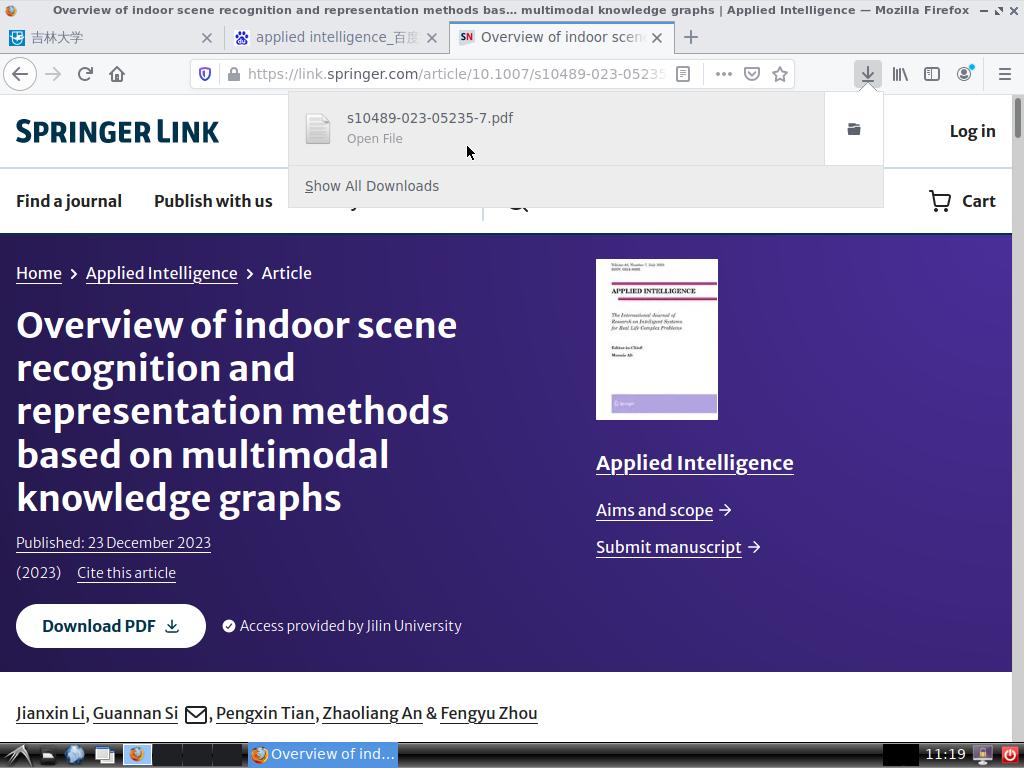 Overview of indoor scene recognition and representation methods bas… multimodal knowledge graphs | Applied Intelligence — Mozilla Firefox
吉林大学
applied intelligence_百度
Overview of indoor scene
https://link.springer.com/article/10.1007/s10489-023-05235
s10489-023-05235-7.pdf
Open File
Show All Downloads
SPRINGER LINK
Log in
Find a journal
Publish with us
Cart
Home
Applied Intelligence
Article
Overview of indoor scene
recognition and
representation methods
based on multimodal
knowledge graphs
Published: 23 December 2023
(2023)
Cite this article
Download PDF
Access provided by Jilin University
APPLIED INTELLIGENCE
The International Journal of
Research on Intelligent Systems
for Real Life Complex Problems
Editor-in-Chief
Moonis Ali
Springer
Applied Intelligence
Aims and scope
Submit manuscript
Jianxin Li, Guannan Si, Pengxin Tian, Zhaoliang An & Fengyu Zhou
Overview of ind...
11:19